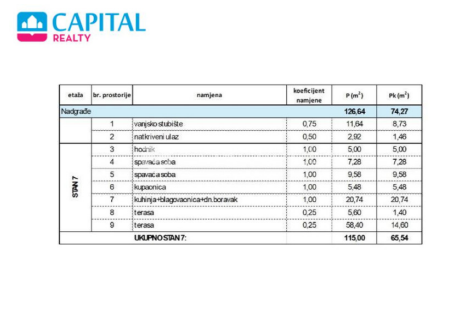 CAPITAL
REALTY
etaža br. prostorije namjena koeficijent namjene P (m²) Pk (m²)
Nadgrađe 126,64 74,27
STAN 7
1 vanjsko stubište 0,75 11,64 8,73
2 natkriveni ulaz 0,50 2,92 1,46
3 hodnik 1,00 5,00 5,00
4 spavaća soba 1,00 7,28 7,28
5 spavaća soba 1,00 9,58 9,58
6 kupaonica 1,00 5,48 5,48
7 kuhinja+blagovaonica+dn.boravak 1,00 20,74 20,74
8 terasa 0,25 5,60 1,40
9 terasa 0,25 58,40 14,60
UKUPNO STAN 7: 115,00 65,54